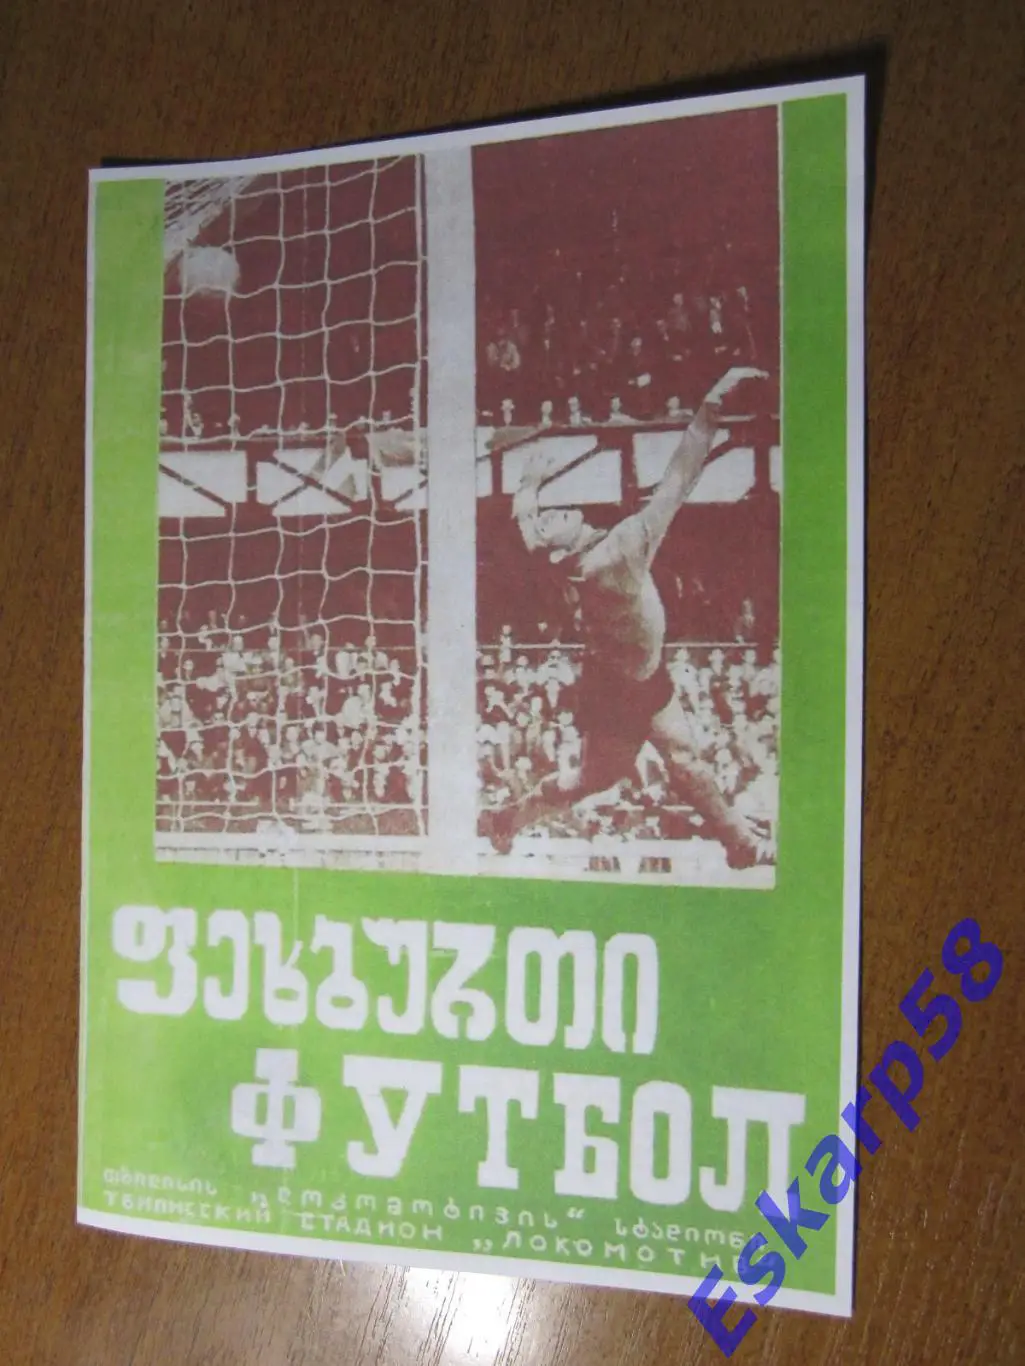 ფეხბურთი
ФУТБОЛ
თბილისის „ლოკომოტივის“ სტადიონი
ТБИЛИССКИЙ СТАДИОН „ЛОКОМОТИВ“
Eskarp58